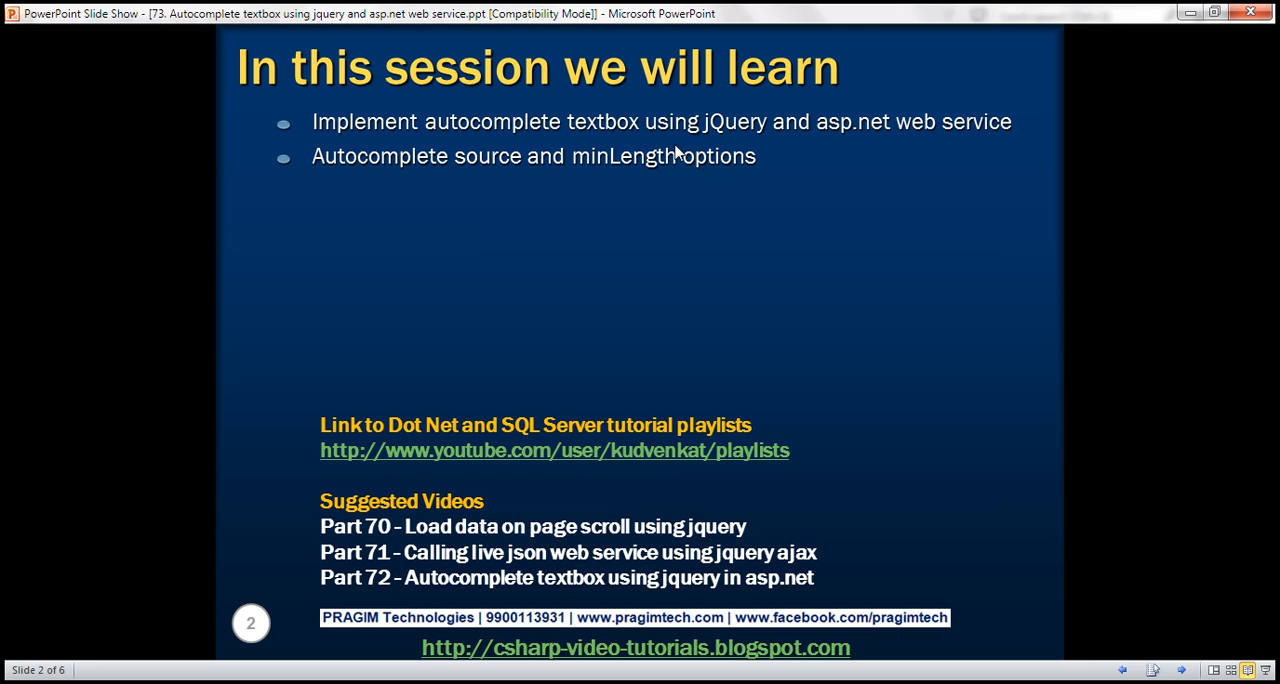 PowerPoint Slide Show - [73. Autocomplete textbox using jquery and asp.net web service.ppt [Compatibility Mode]] - Microsoft PowerPoint
In this session we will learn
Implement autocomplete textbox using jQuery and asp.net web service
Autocomplete source and minLength options
Link to Dot Net and SQL Server tutorial playlists
http://www.youtube.com/user/kudvenkat/playlists
Suggested Videos
Part 70 - Load data on page scroll using jquery
Part 71 - Calling live json web service using jquery ajax
Part 72 - Autocomplete textbox using jquery in asp.net
2
PRAGIM Technologies | 9900113931 | www.pragimtech.com | www.facebook.com/pragimtech
http://csharp-video-tutorials.blogspot.com
Slide 2 of 6